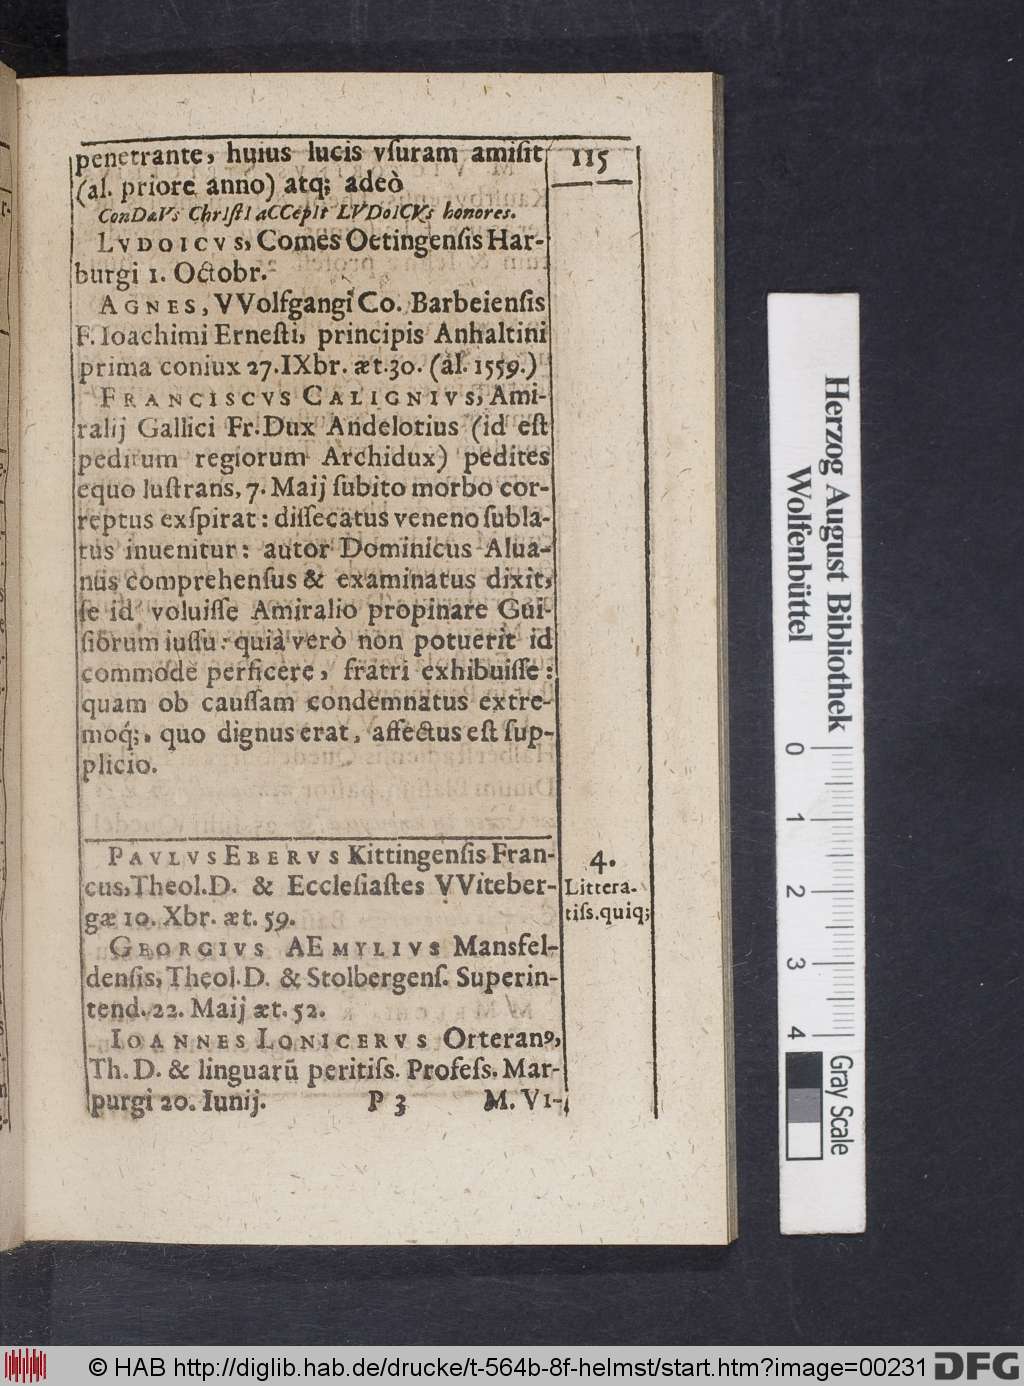 penetrante, huius lucis vſuram amiſit
115
(al. priore anno) atq; adeò
ConDaVs ChrIſtI aCCepIt LVDoICVs honores.
LVDOICVS, Comes Oetingenſis Har-
burgi 1. Octobr.
AGNES, VVolfgangi Co. Barbeienſis
F. Ioachimi Erneſti, principis Anhaltini
prima coniux 27. IXbr. æt. 30. (al. 1559.)
FRANCISCVS CALIGNIVS, Ami-
ralij Gallici Fr. Dux Andelotius (id eſt
peditum regiorum Archidux) pedites
equo luſtrans, 7. Maij ſubito morbo cor-
reptus exſpirat: diſſecatus veneno ſubla-
tus inuenitur: autor Dominicus Alua-
nus comprehenſus & examinatus dixit,
ſe id voluiſſe Amiralio propinare Gui-
ſiorum iuſſu: quia verò non potuerit id
commode perficere, fratri exhibuiſſe:
quam ob cauſſam condemnatus extre-
moq́;, quo dignus erat, affectus eſt ſup-
plicio.
PAVLVS EBERVS Kittingenſis Fran-
cus, Theol. D. & Eccleſiaſtes VViteber-
gæ 10. Xbr. æt. 59.
4.
Littera-
tiſs. quiq;
GEORGIVS AEMYLIVS Mansfel-
denſis, Theol. D. & Stolbergenſ. Superin-
tend. 22. Maij æt. 52.
IOANNES LONICERVS Orteranꝰ,
Th. D. & linguarū peritiſs. Profeſs. Mar-
purgi 20. Iunij.
P 3
M. VI-
Herzog August Bibliothek
Wolfenbüttel
0 1 2 3 4
Gray Scale
© HAB http://diglib.hab.de/drucke/t-564b-8f-helmst/start.htm?image=00231
DFG